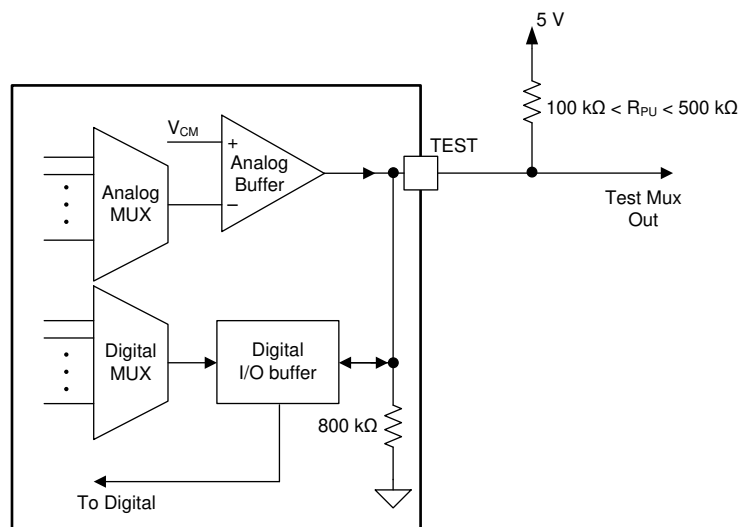 5 V
100 kΩ < RPU < 500 kΩ
VCM
+
Analog
Buffer
−
TEST
Analog
MUX
Test Mux
Out
Digital
MUX
Digital
I/O buffer
800 kΩ
To Digital